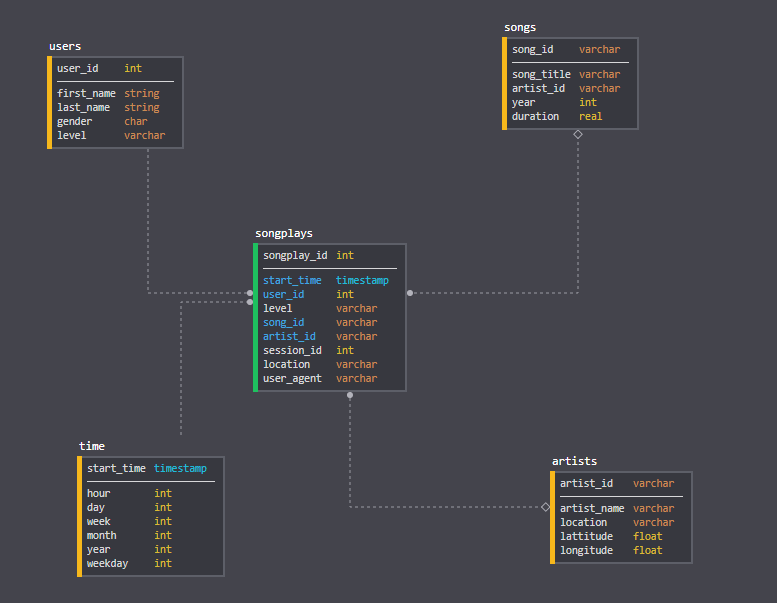 users
user_id int
first_name string
last_name string
gender char
level varchar
songs
song_id varchar
song_title varchar
artist_id varchar
year int
duration real
songplays
songplay_id int
start_time timestamp
user_id int
level varchar
song_id varchar
artist_id varchar
session_id int
location varchar
user_agent varchar
time
start_time timestamp
hour int
day int
week int
month int
year int
weekday int
artists
artist_id varchar
artist_name varchar
location varchar
lattitude float
longitude float